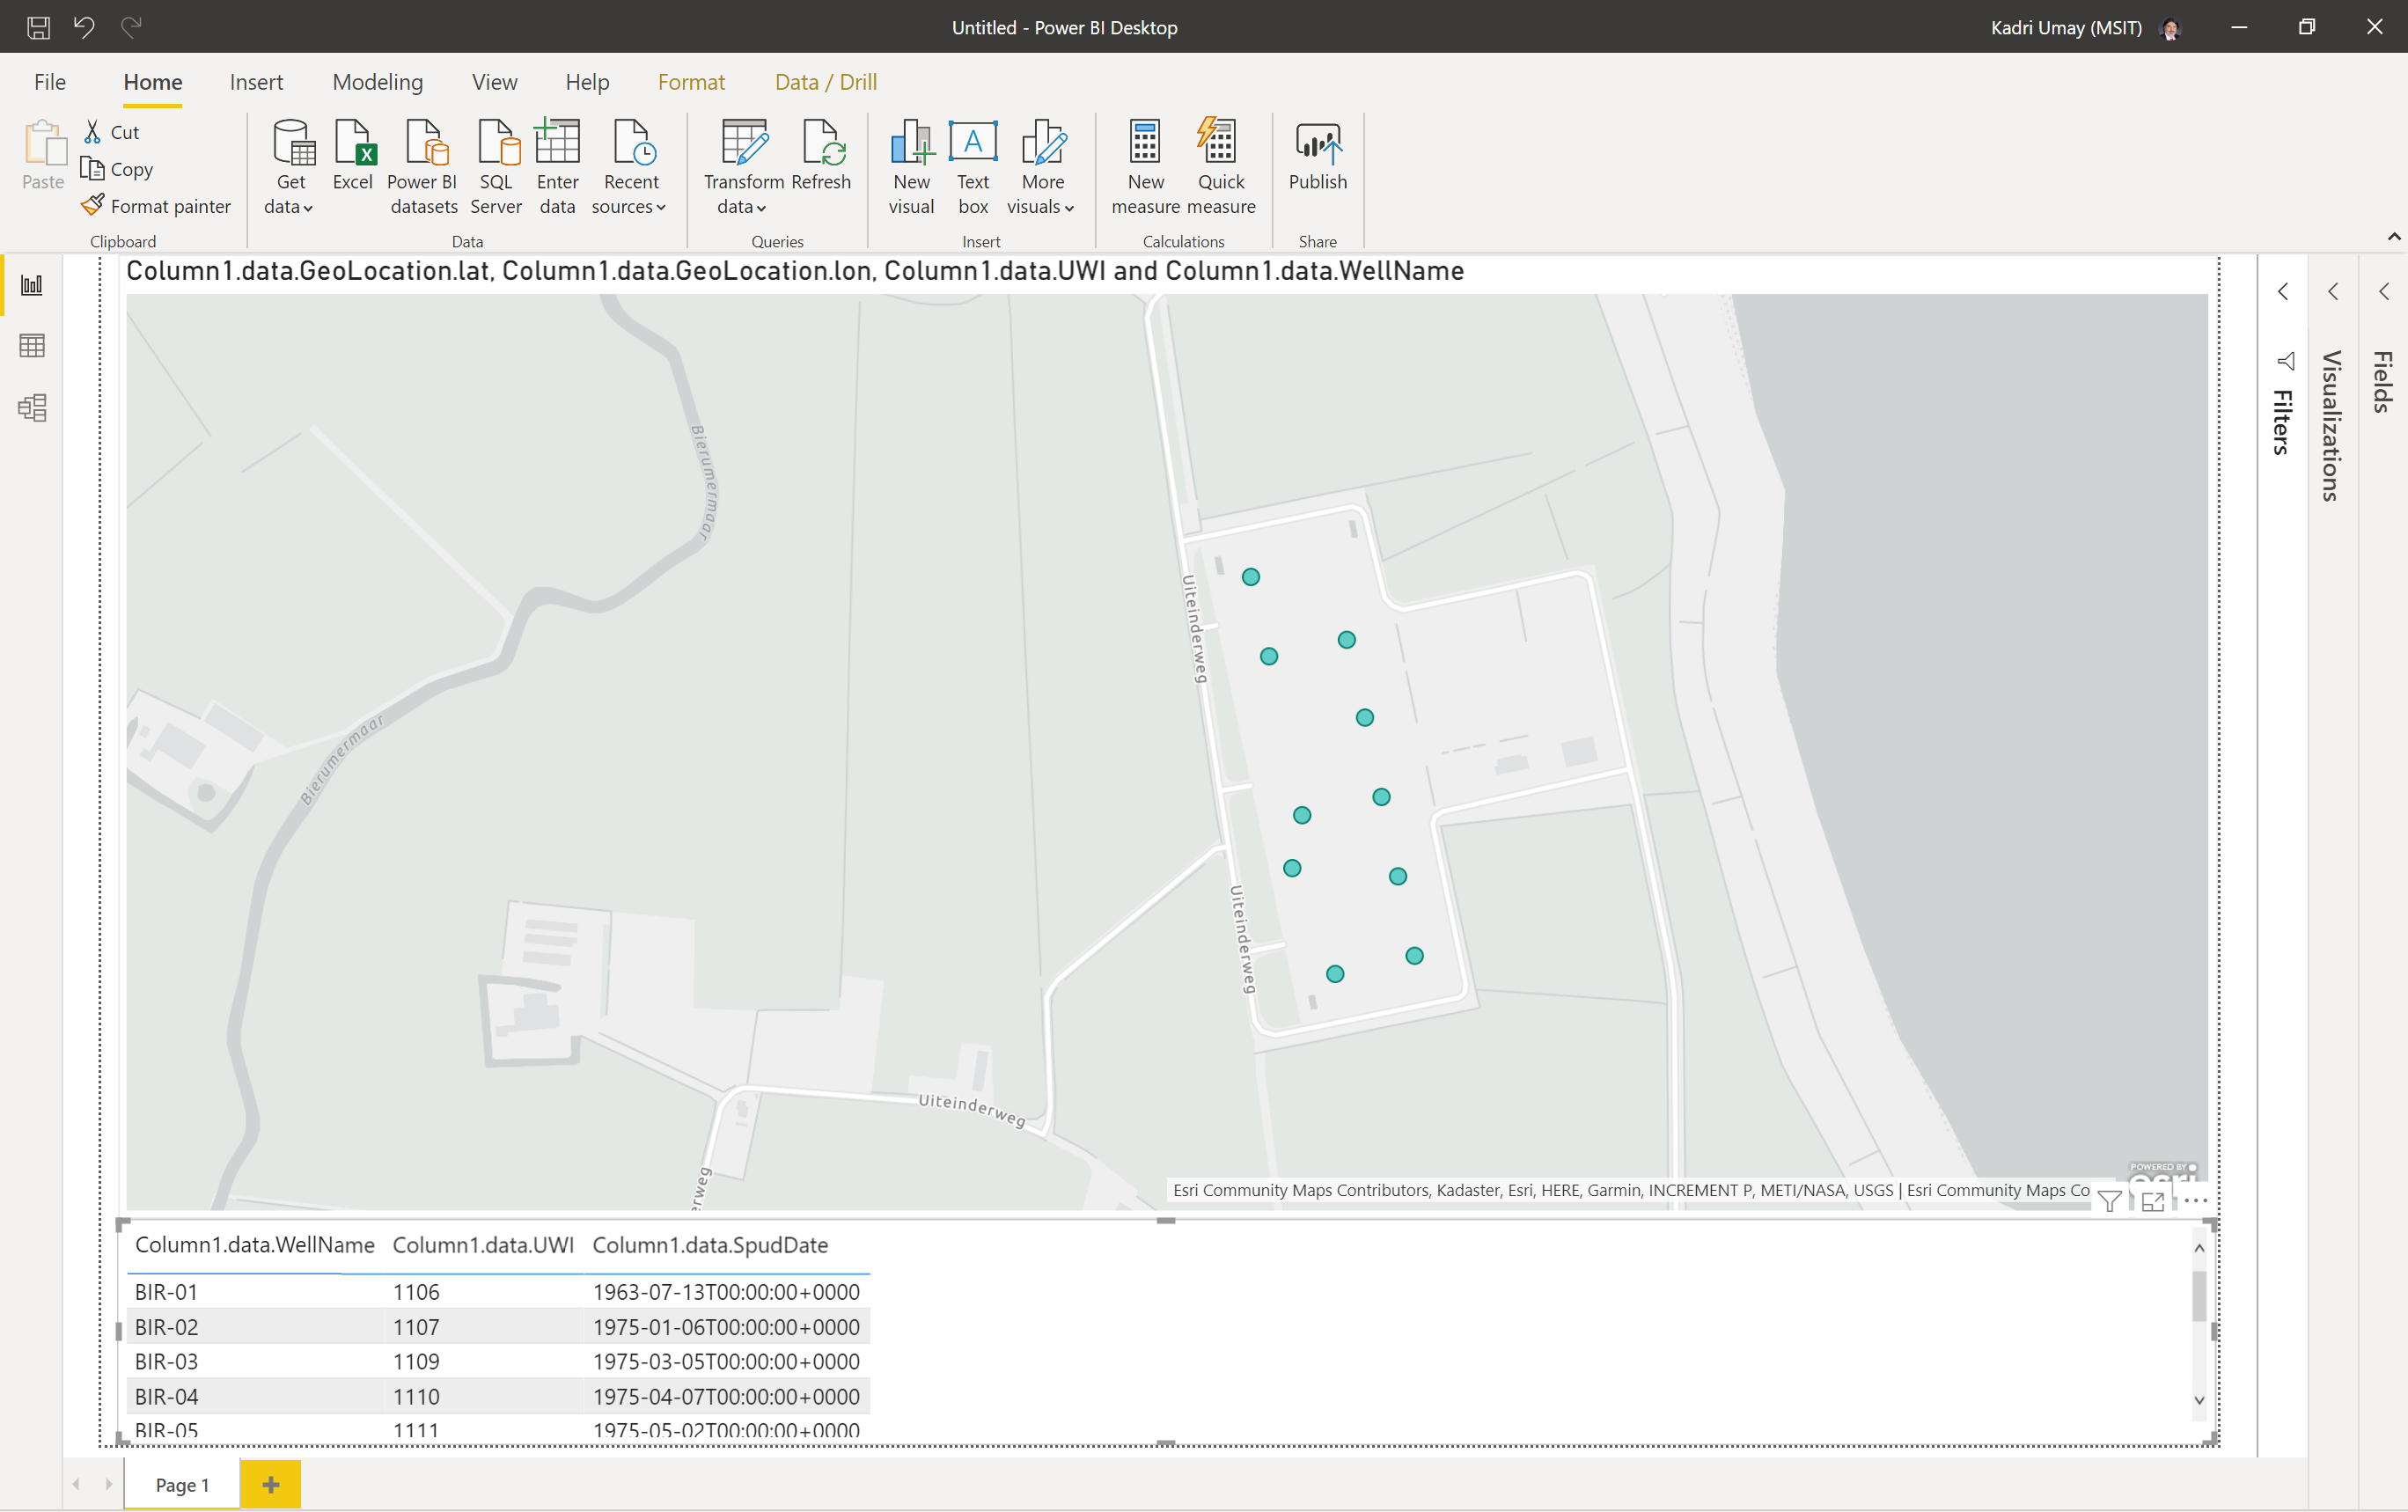 Untitled - Power BI Desktop
Kadri Umay (MSIT)
File Home Insert Modeling View Help Format Data / Drill
Paste
Cut
Copy
Format painter
Clipboard
Get data
Excel
Power BI datasets
SQL Server
Enter data
Recent sources
Data
Transform data
Refresh
Queries
New visual
Text box
More visuals
Insert
New measure
Quick measure
Calculations
Publish
Share
Column1.data.GeoLocation.lat, Column1.data.GeoLocation.lon, Column1.data.UWI and Column1.data.WellName
Bierumermaar
Uiteinderweg
Bierumermaar
Uiteinderweg
Uiteinderweg
erweg
POWERED BY
esri
Esri Community Maps Contributors, Kadaster, Esri, HERE, Garmin, INCREMENT P, METI/NASA, USGS | Esri Community Maps Co
Filters
Visualizations
Fields
Column1.data.WellName Column1.data.UWI Column1.data.SpudDate
BIR-01 1106 1963-07-13T00:00:00+0000
BIR-02 1107 1975-01-06T00:00:00+0000
BIR-03 1109 1975-03-05T00:00:00+0000
BIR-04 1110 1975-04-07T00:00:00+0000
BIR-05 1111 1975-05-02T00:00:00+0000
Page 1